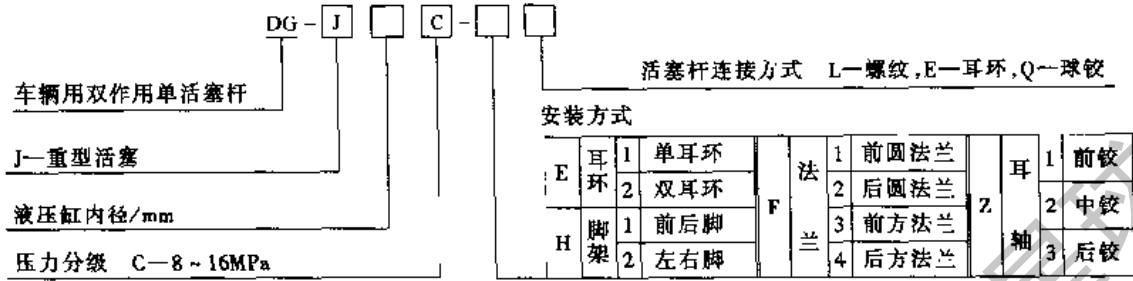 DG-J□C-□□
活塞杆连接方式 L—螺纹,E—耳环,Q—球铰
车辆用双作用单活塞杆
安装方式
J—重型活塞
E 耳环 1 单耳环 2 双耳环
H 脚架 1 前后脚 2 左右脚
F 法兰 1 前圆法兰 2 后圆法兰 3 前方法兰 4 后方法兰
Z 耳轴 1 前铰 2 中铰 3 后铰
液压缸内径/mm
压力分级 C—8~16MPa